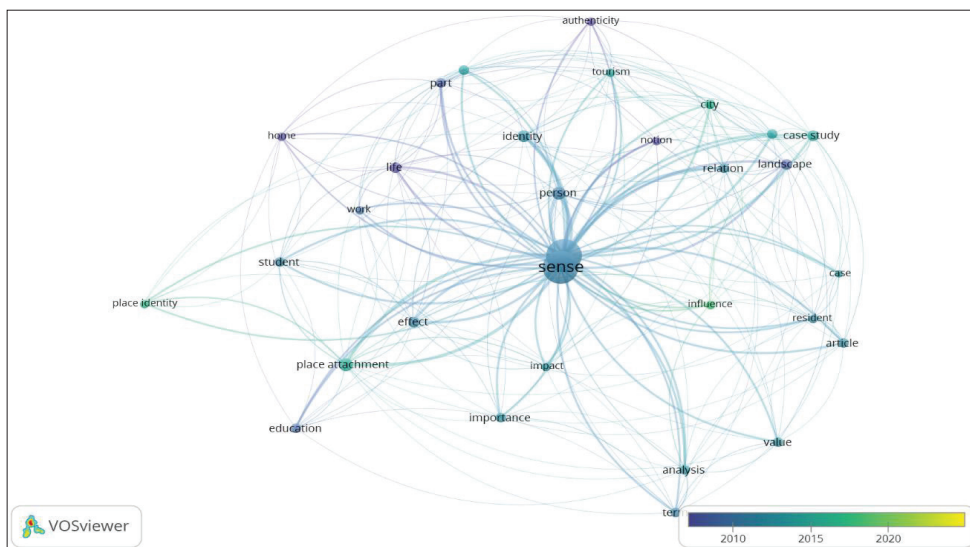 authenticity
tourism
part
city
home
identity
notion
case study
life
relation
landscape
person
work
student
sense
case
place identity
influence
effect
resident
article
place attachment
impact
importance
education
value
analysis
VOSviewer
2010 2015 2020